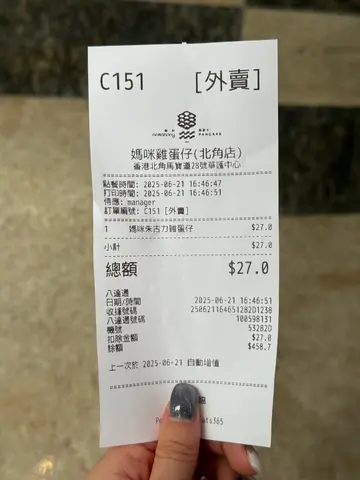 C151 [外賣]
媽咪雞蛋仔(北角店)
香港北角馬寶道28號華匯中心
點餐時間: 2025-06-21 16:46:47
打印時間: 2025-06-21 16:46:51
侍應: manager
訂單編號: C151 [外賣]
1 媽咪朱古力雞蛋仔 $27.0
小計 $27.0
總額 $27.0
八達通
日期/時間 2025-06-21 16:46:51
收據號碼 250621164651282D1238
八達通號碼 100598131
機號 53282D
扣除金額 $27.0
餘額 $458.7
上一次於 2025-06-21 自動增值